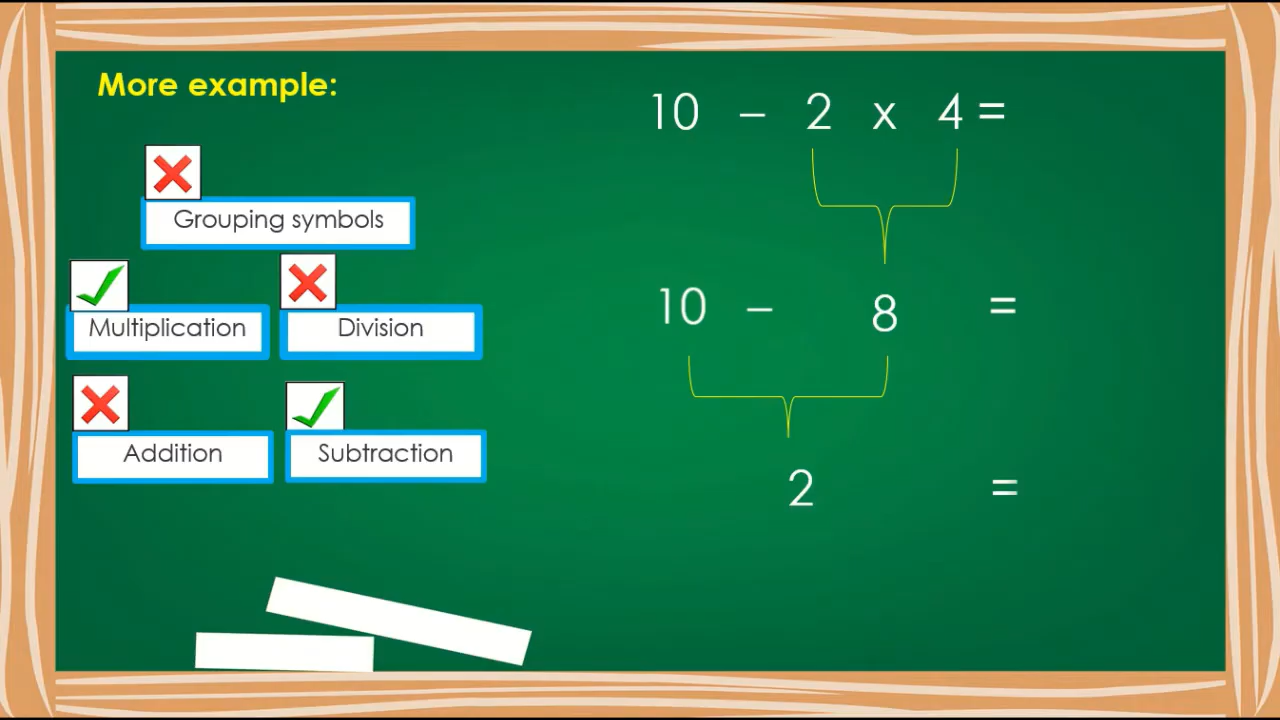 More example:
Grouping symbols
Multiplication
Division
Addition
Subtraction
10 – 2 x 4 =
10 – 8 =
2 =